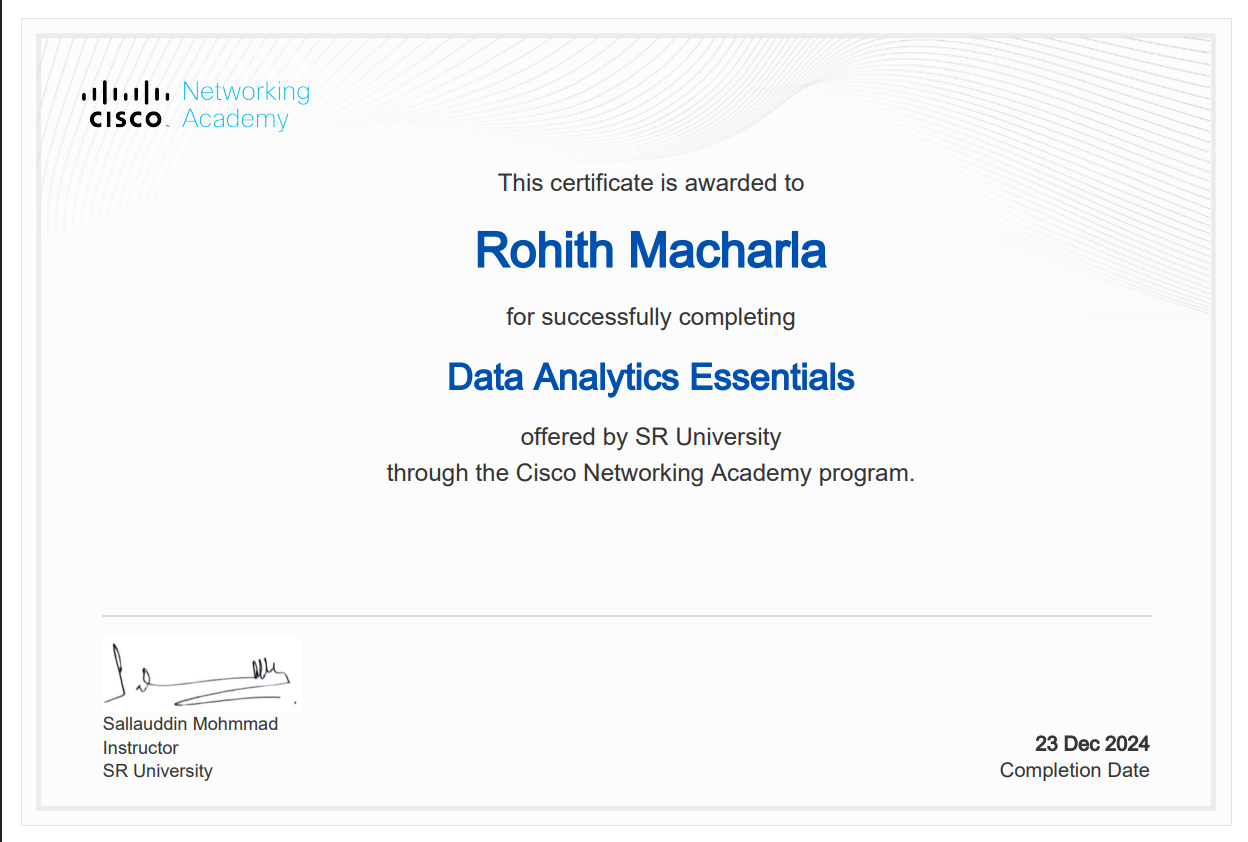 Networking
CISCO Academy
This certificate is awarded to
Rohith Macharla
for successfully completing
Data Analytics Essentials
offered by SR University
through the Cisco Networking Academy program.
Sallauddin Mohmmad
Instructor
SR University
23 Dec 2024
Completion Date